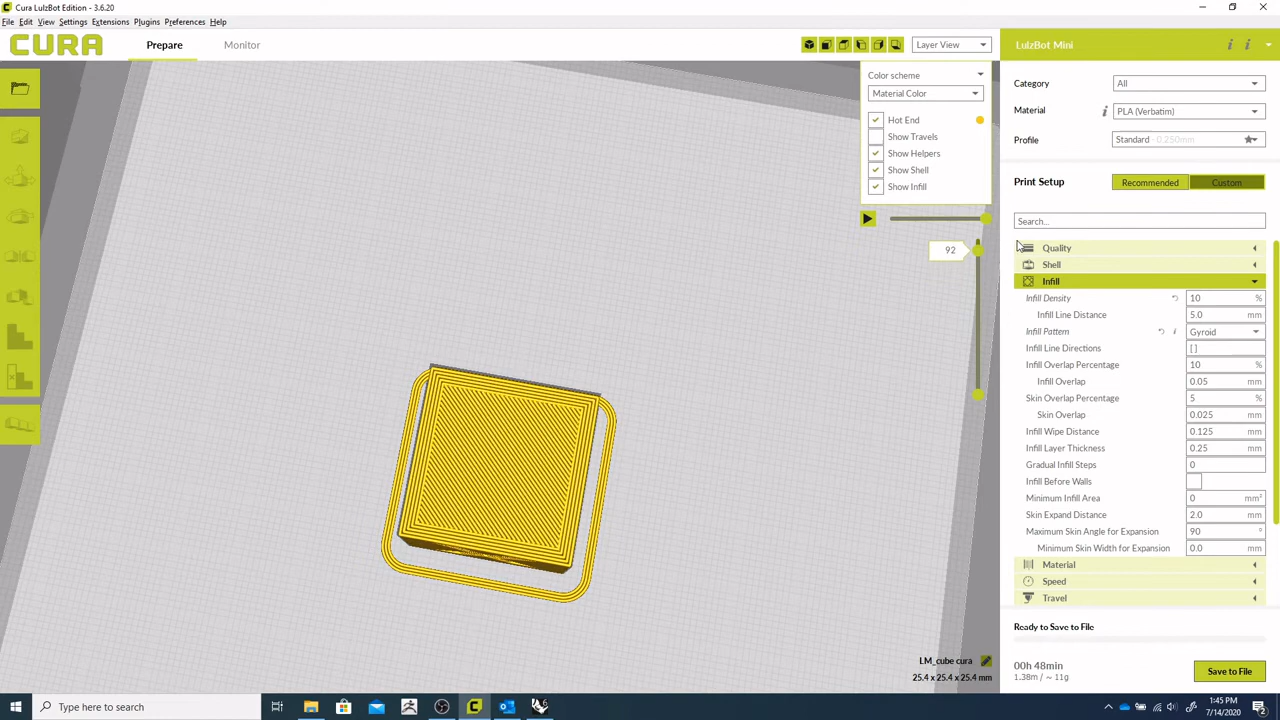 Cura LulzBot Edition - 3.6.20
File Edit View Settings Extensions Plugins Preferences Help
CURA
Prepare
Monitor
Layer View
LulzBot Mini
Color scheme
Material Color
Hot End
Show Travels
Show Helpers
Show Shell
Show Infill
92
Category All
Material PLA (Verbatim)
Profile Standard - 0.250mm
Print Setup Recommended Custom
Search...
Quality
Shell
Infill
Infill Density 10 %
Infill Line Distance 5.0 mm
Infill Pattern Gyroid
Infill Line Directions [ ]
Infill Overlap Percentage 10 %
Infill Overlap 0.05 mm
Skin Overlap Percentage 5 %
Skin Overlap 0.025 mm
Infill Wipe Distance 0.125 mm
Infill Layer Thickness 0.25 mm
Gradual Infill Steps 0
Infill Before Walls
Minimum Infill Area 0 mm²
Skin Expand Distance 2.0 mm
Maximum Skin Angle for Expansion 90 °
Minimum Skin Width for Expansion 0.0 mm
Material
Speed
Travel
Ready to Save to File
00h 48min
1.38m / ~ 11g
Save to File
LM_cube cura
25.4 x 25.4 x 25.4 mm
Type here to search
1:45 PM
7/14/2020
2